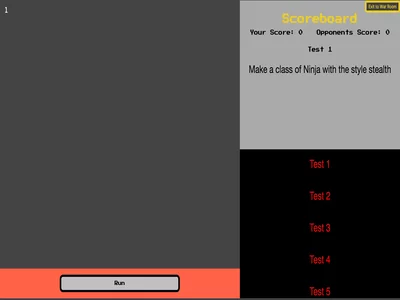 1
Exit to War Room
Scoreboard
Your Score: 0 Opponents Score: 0
Test 1
Make a class of Ninja with the style stealth
Test 1
Test 2
Test 3
Test 4
Test 5
Run